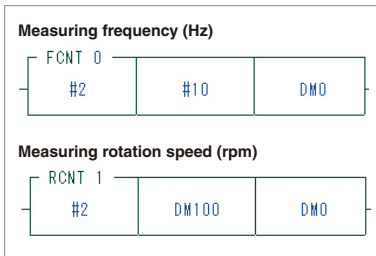 Measuring frequency (Hz)
FCNT 0
#2 #10 DM0
Measuring rotation speed (rpm)
RCNT 1
#2 DM100 DM0